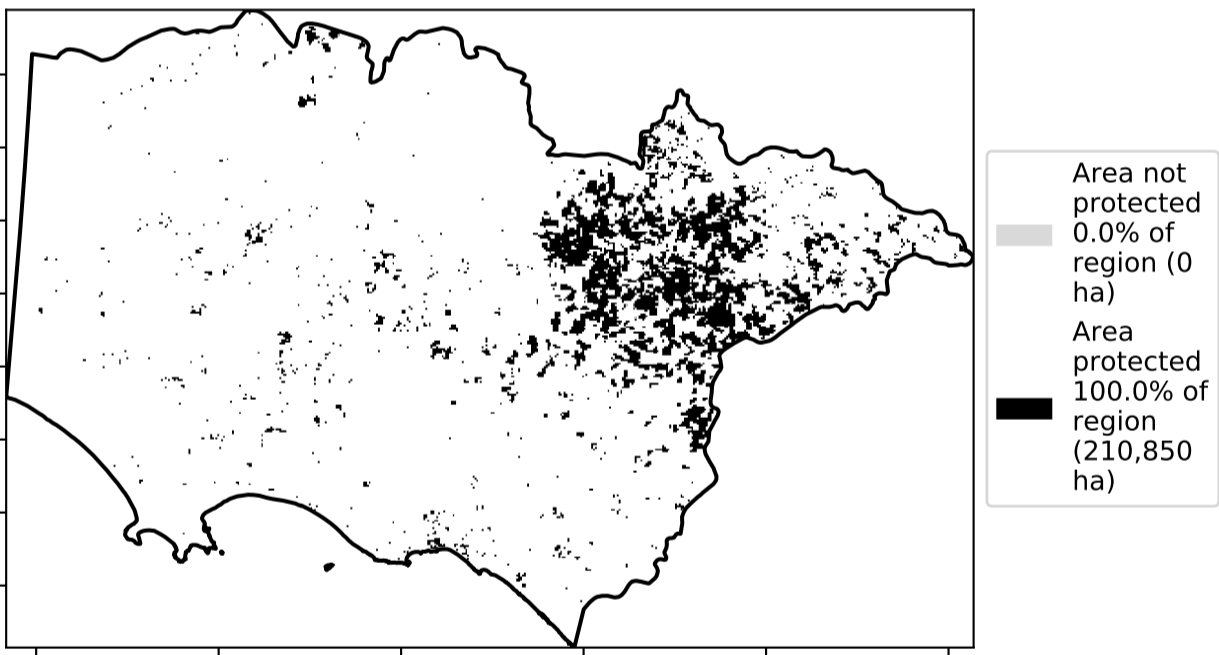 Area not
protected
0.0% of
region (0
ha)
Area
protected
100.0% of
region
(210,850
ha)